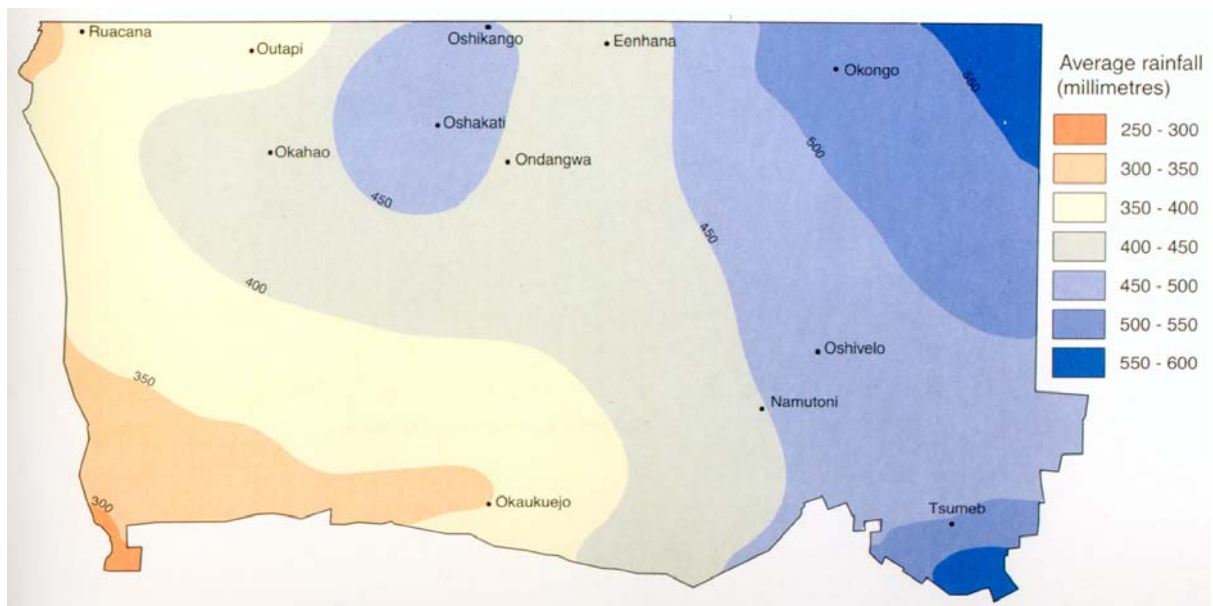 Ruacana
Outapi
Oshikango
Eenhana
Okongo
550
Oshakati
Okahao
Ondangwa
500
450
450
400
Oshivelo
350
Namutoni
300
Okaukuejo
Tsumeb
Average rainfall
(millimetres)
250 - 300
300 - 350
350 - 400
400 - 450
450 - 500
500 - 550
550 - 600